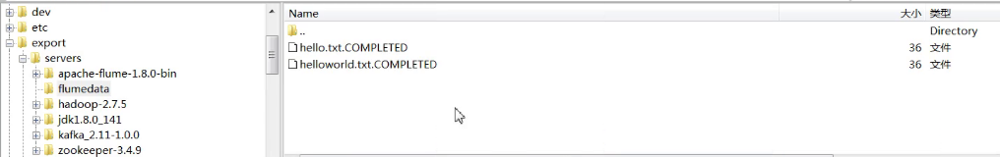 dev
etc
export
servers
apache-flume-1.8.0-bin
flumedata
hadoop-2.7.5
jdk1.8.0_141
kafka_2.11-1.0.0
zookeeper-3.4.9
Name 大小 类型
.. Directory
hello.txt.COMPLETED 36 文件
helloworld.txt.COMPLETED 36 文件